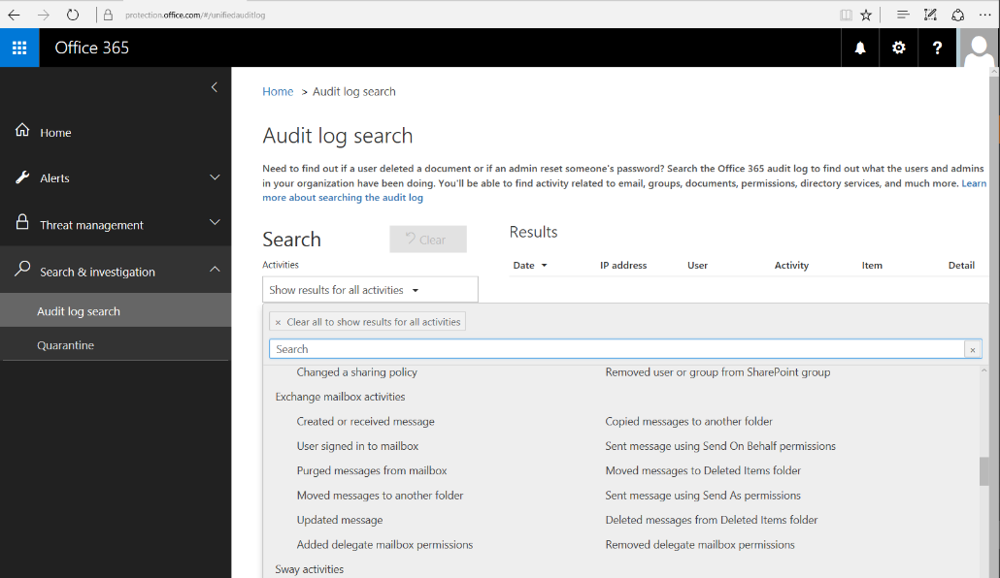 protection.office.com/#/unifiedauditlog
Office 365
?
Home > Audit log search
Home
Alerts
Threat management
Search & investigation
Audit log search
Quarantine
Audit log search
Need to find out if a user deleted a document or if an admin reset someone's password? Search the Office 365 audit log to find out what the users and admins
in your organization have been doing. You'll be able to find activity related to email, groups, documents, permissions, directory services, and much more. Learn
more about searching the audit log
Search
Clear
Activities
Show results for all activities
Results
Date IP address User Activity Item Detail
× Clear all to show results for all activities
Search ×
Changed a sharing policy Removed user or group from SharePoint group
Exchange mailbox activities
Created or received message Copied messages to another folder
User signed in to mailbox Sent message using Send On Behalf permissions
Purged messages from mailbox Moved messages to Deleted Items folder
Moved messages to another folder Sent message using Send As permissions
Updated message Deleted messages from Deleted Items folder
Added delegate mailbox permissions Removed delegate mailbox permissions
Sway activities